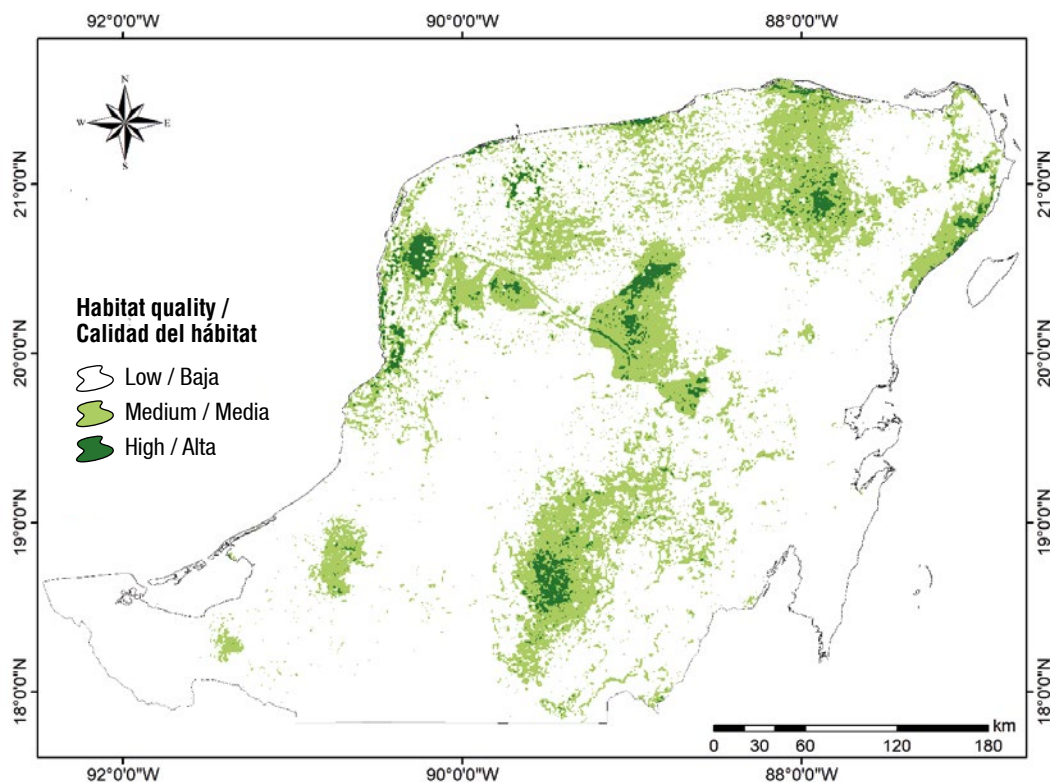 92°0'0"W 90°0'0"W 88°0'0"W
N
W E
S
21°0'0"N 21°0'0"N
Habitat quality /
Calidad del hábitat
20°0'0"N 20°0'0"N
Low / Baja
Medium / Media
High / Alta
19°0'0"N 19°0'0"N
18°0'0"N 18°0'0"N
km
0 30 60 120 180
92°0'0"W 90°0'0"W 88°0'0"W